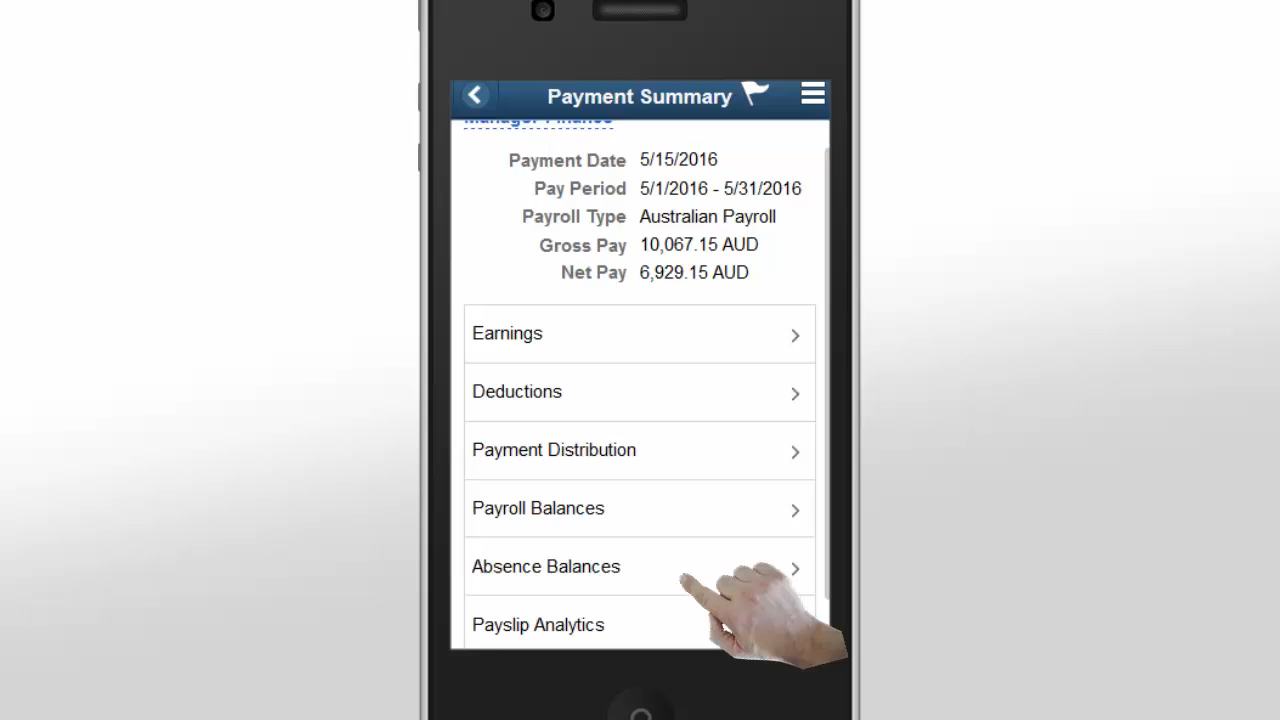 Payment Summary
Manager Finance
Payment Date 5/15/2016
Pay Period 5/1/2016 - 5/31/2016
Payroll Type Australian Payroll
Gross Pay 10,067.15 AUD
Net Pay 6,929.15 AUD
Earnings
Deductions
Payment Distribution
Payroll Balances
Absence Balances
Payslip Analytics